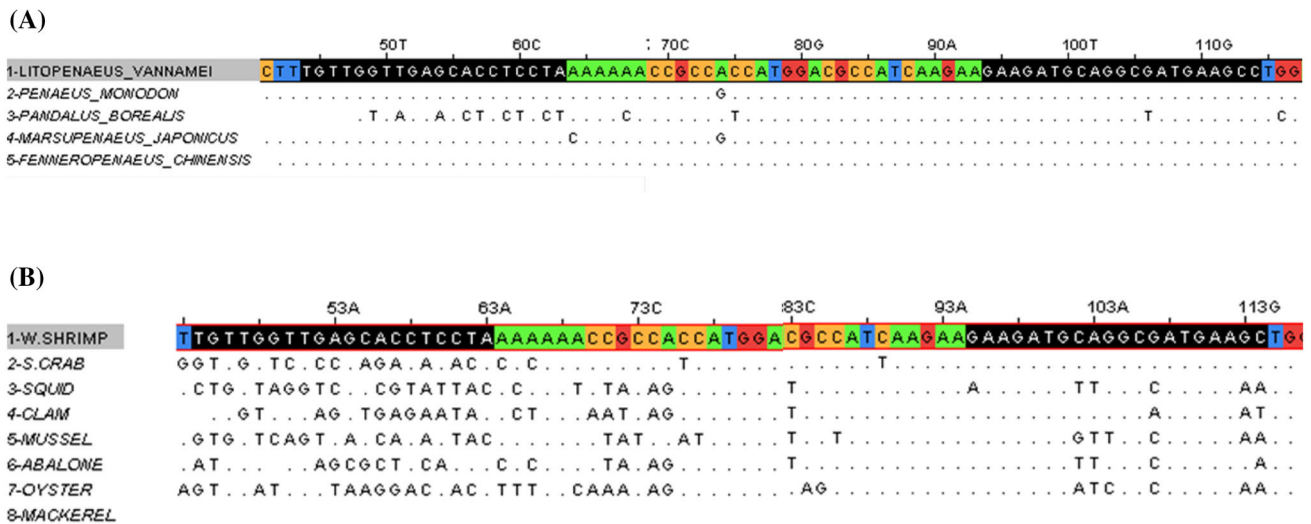 (A)
50T 60C : 70C 80G 90A 100T 110G
1-LITOPENAEUS_VANNAMEI CTTTGTTGGTTGAGCACCTCCTAAAAAAACCGCCACCATGGACGCCATCAAGAAGAAGATGCAGGCGATGAAGCCTGG
2-PENAEUS_MONODON ..................................G...........................................
3-PANDALUS_BOREALIS ........T.A..ACT.CT.CT.....C.......T..............................T.........C.
4-MARSUPENAEUS_JAPONICUS .......................C..........G...........................................
5-FENNEROPENAEUS_CHINENSIS ..............................................................................
(B)
53A 63A 73C 83C 93A 103A 113G
1-W.SHRIMP TTGTTGGTTGAGCACCTCCTAAAAAAACCGCCACCATGGACGCCATCAAGAAGAAGATGCAGGCGATGAAGCTGG
2-S.CRAB GGT.G.TC.CC.AGA.A.AC.C.C.........T............T...........................
3-SQUID .CTG.TAGGTC..CGTATTAC.C..T.TA.AG.......T...........A......TT..C.....AA..
4-CLAM ..GT...AG.TGAGAATA..CT...AAT.AG.......T.......................A.....AT..
5-MUSSEL .GTG.TCAGT.A.CA.A.TAC.......TAT..AT.....T..T...............GTT..C.....AA..
6-ABALONE .AT... ..AGCGCT.CA...C.C....TA.AG.......T..................TT..C......A..
7-OYSTER AGT..AT...TAAGGAC.AC.TTT..CAAA.AG........AG................ATC..C.....AA..
8-MACKEREL